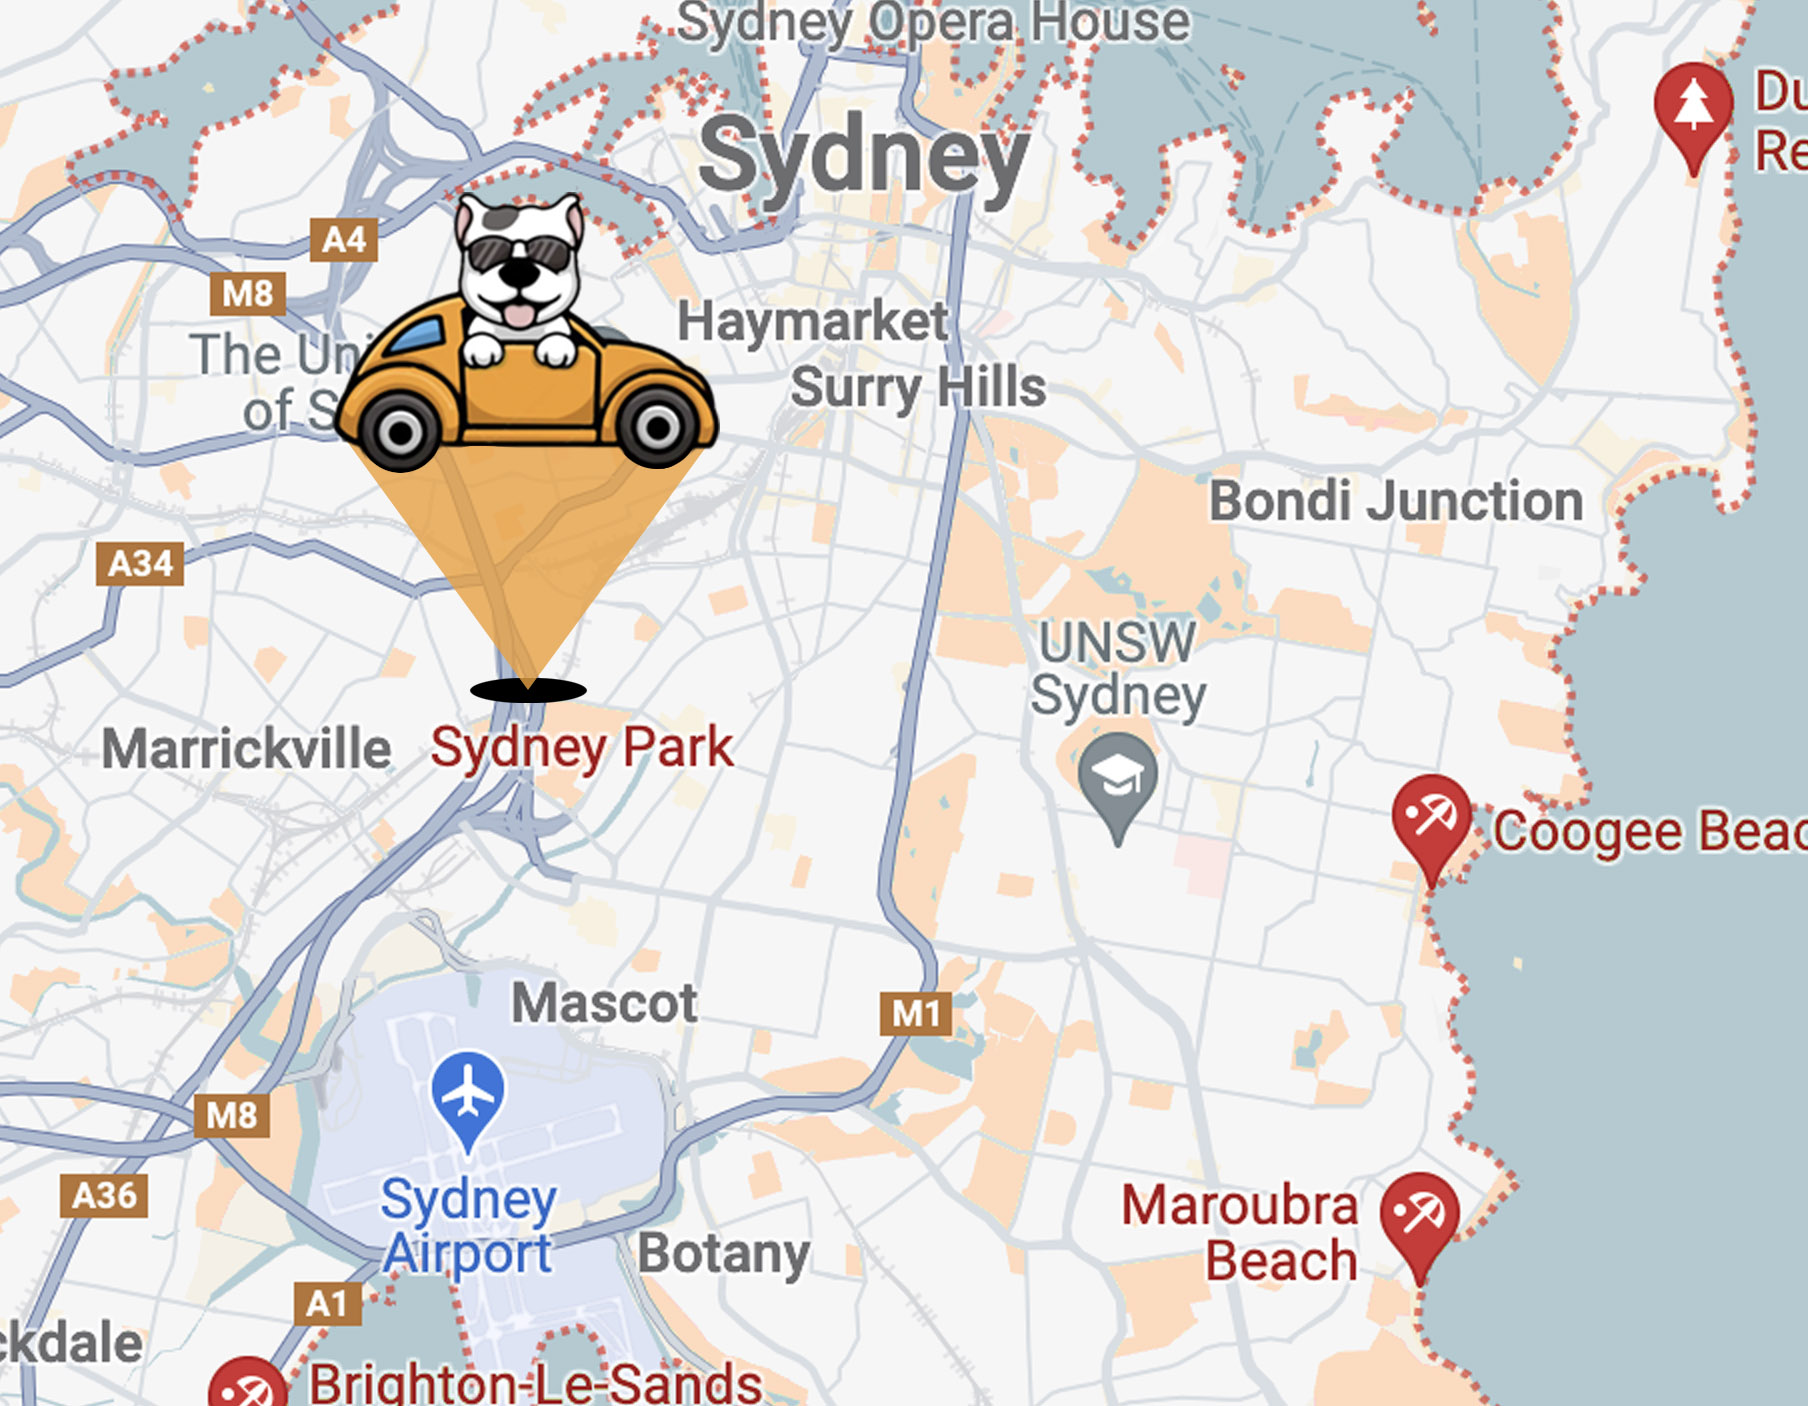 Sydney Opera House
Sydney
Du
Re
A4
M8
The Uni
of S
Haymarket
Surry Hills
Bondi Junction
A34
UNSW
Sydney
Marrickville
Sydney Park
Coogee Beac
Mascot
M1
M8
Sydney
Airport
A36
Maroubra
Beach
Botany
A1
ckdale
Brighton-Le-Sands